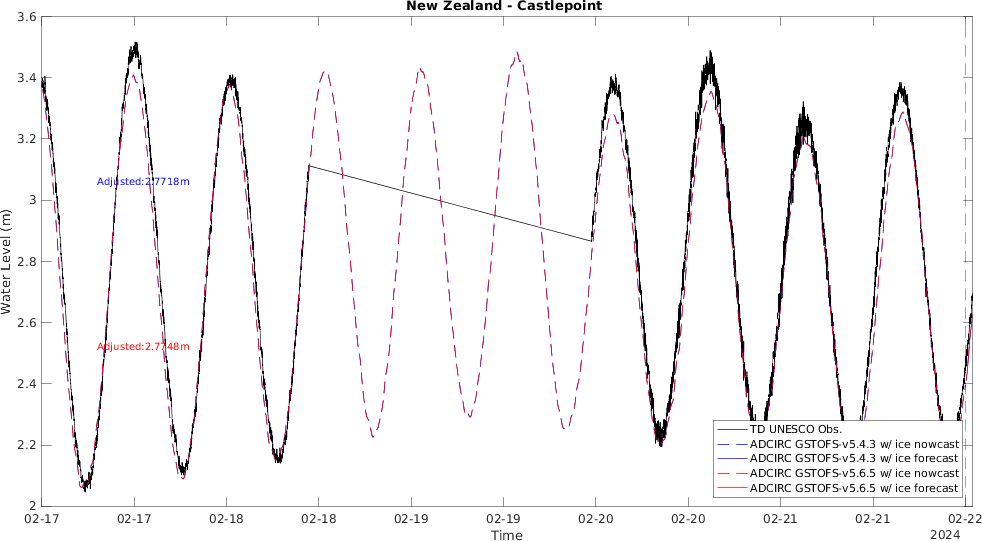 New Zealand - Castlepoint
3.6
3.4
3.2
3
2.8
2.6
2.4
2.2
2
Water Level (m)
Adjusted:2.7718m
Adjusted:2.7748m
TD UNESCO Obs.
ADCIRC GSTOFS-v5.4.3 w/ ice nowcast
ADCIRC GSTOFS-v5.4.3 w/ ice forecast
ADCIRC GSTOFS-v5.6.5 w/ ice nowcast
ADCIRC GSTOFS-v5.6.5 w/ ice forecast
02-17 02-17 02-18 02-18 02-19 02-19 02-20 02-20 02-21 02-21 02-22
Time
2024